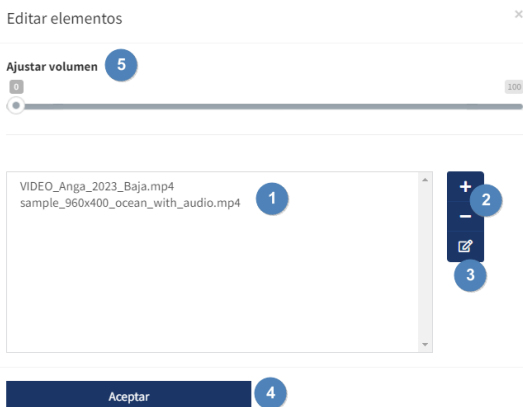 Editar elementos
×
Ajustar volumen 5
0 100
VIDEO_Anga_2023_Baja.mp4
sample_960x400_ocean_with_audio.mp4
1
+
2
−
3
Aceptar 4